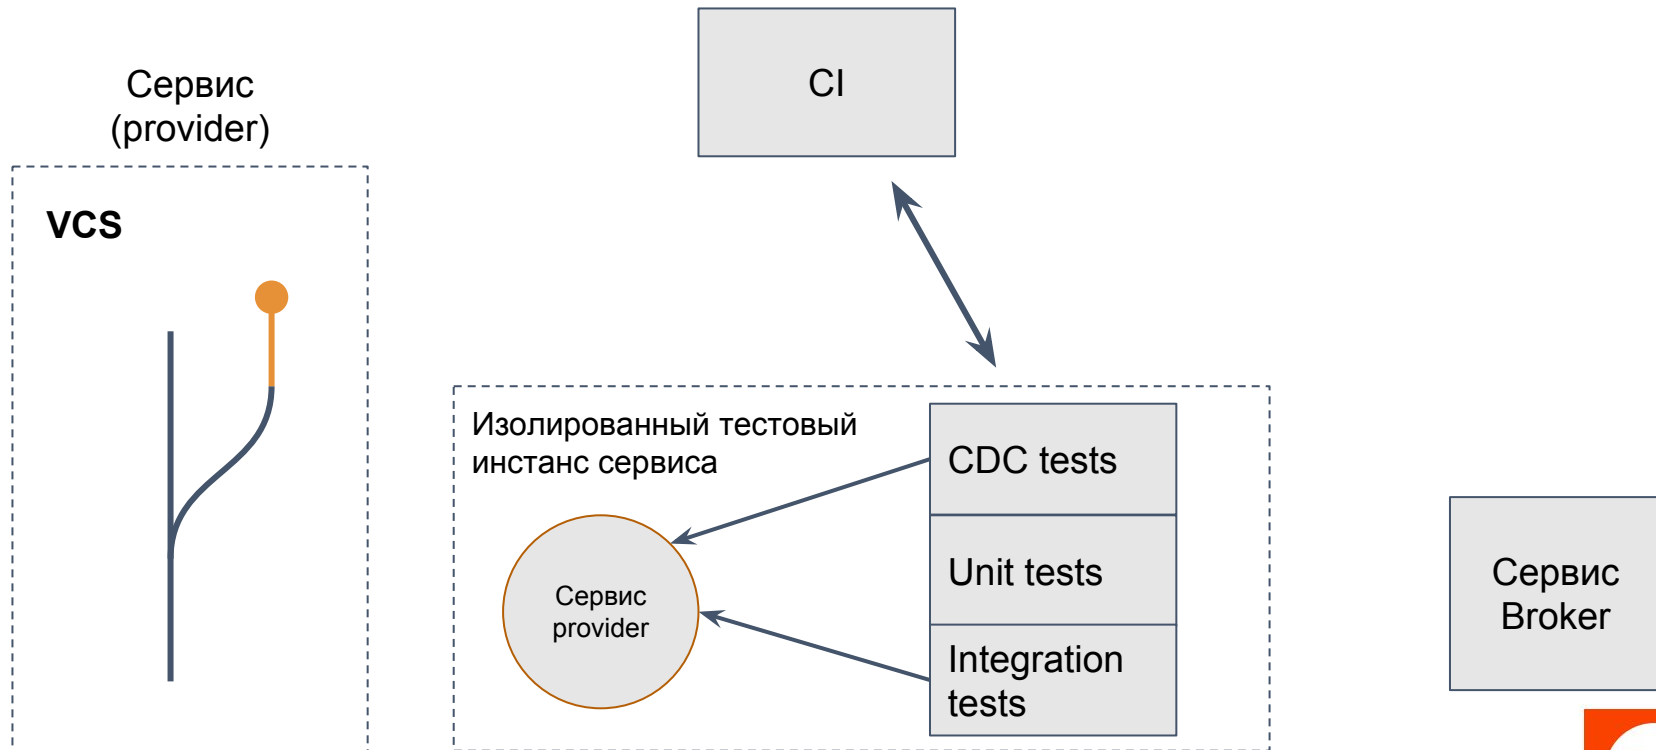 CI
Сервис
(provider)
VCS
Изолированный тестовый
инстанс сервиса
CDC tests
Unit tests
Integration
tests
Сервис
provider
Сервис
Broker